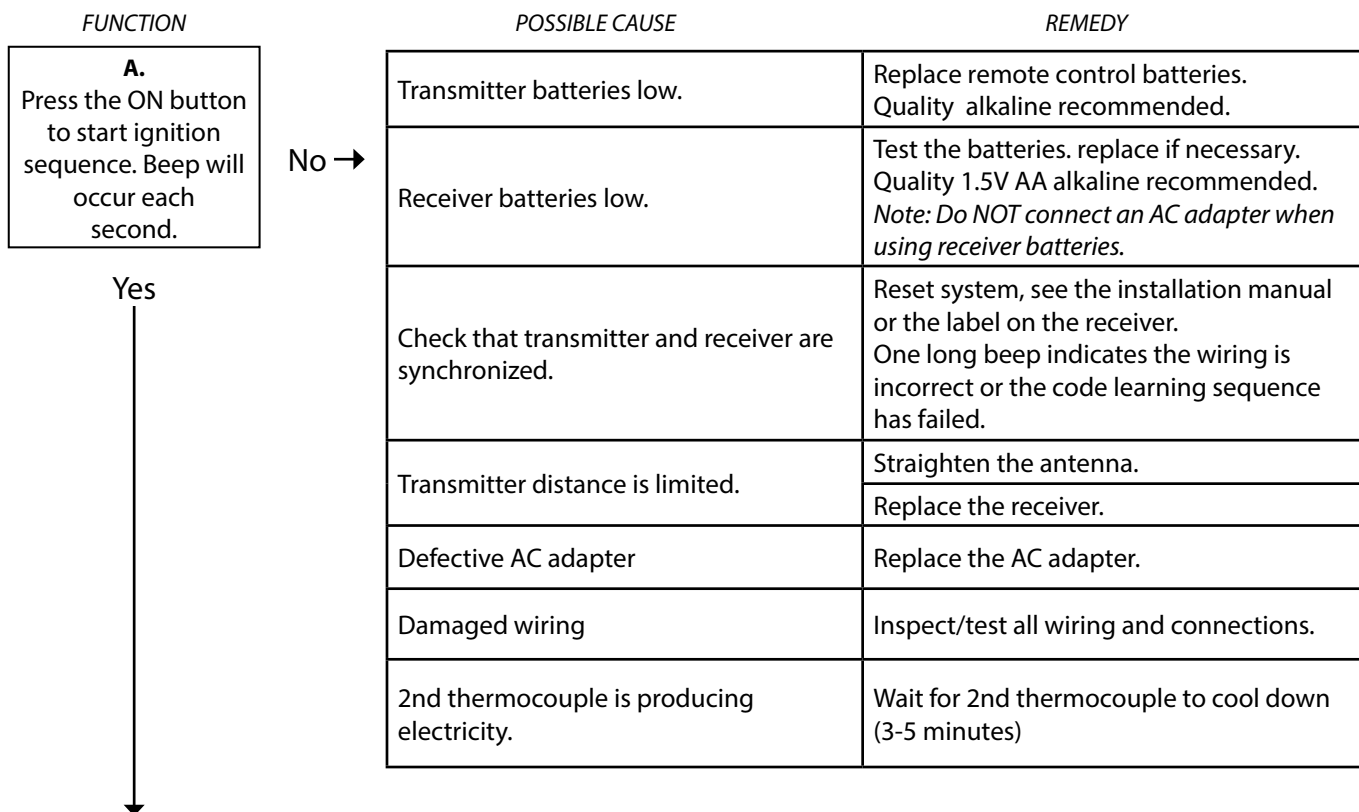 FUNCTION
POSSIBLE CAUSE
REMEDY
A.
Press the ON button
to start ignition
sequence. Beep will
occur each
second.
No
Yes
Transmitter batteries low.
Replace remote control batteries.
Quality alkaline recommended.
Receiver batteries low.
Test the batteries. replace if necessary.
Quality 1.5V AA alkaline recommended.
Note: Do NOT connect an AC adapter when
using receiver batteries.
Check that transmitter and receiver are
synchronized.
Reset system, see the installation manual
or the label on the receiver.
One long beep indicates the wiring is
incorrect or the code learning sequence
has failed.
Transmitter distance is limited.
Straighten the antenna.
Replace the receiver.
Defective AC adapter
Replace the AC adapter.
Damaged wiring
Inspect/test all wiring and connections.
2nd thermocouple is producing
electricity.
Wait for 2nd thermocouple to cool down
(3-5 minutes)